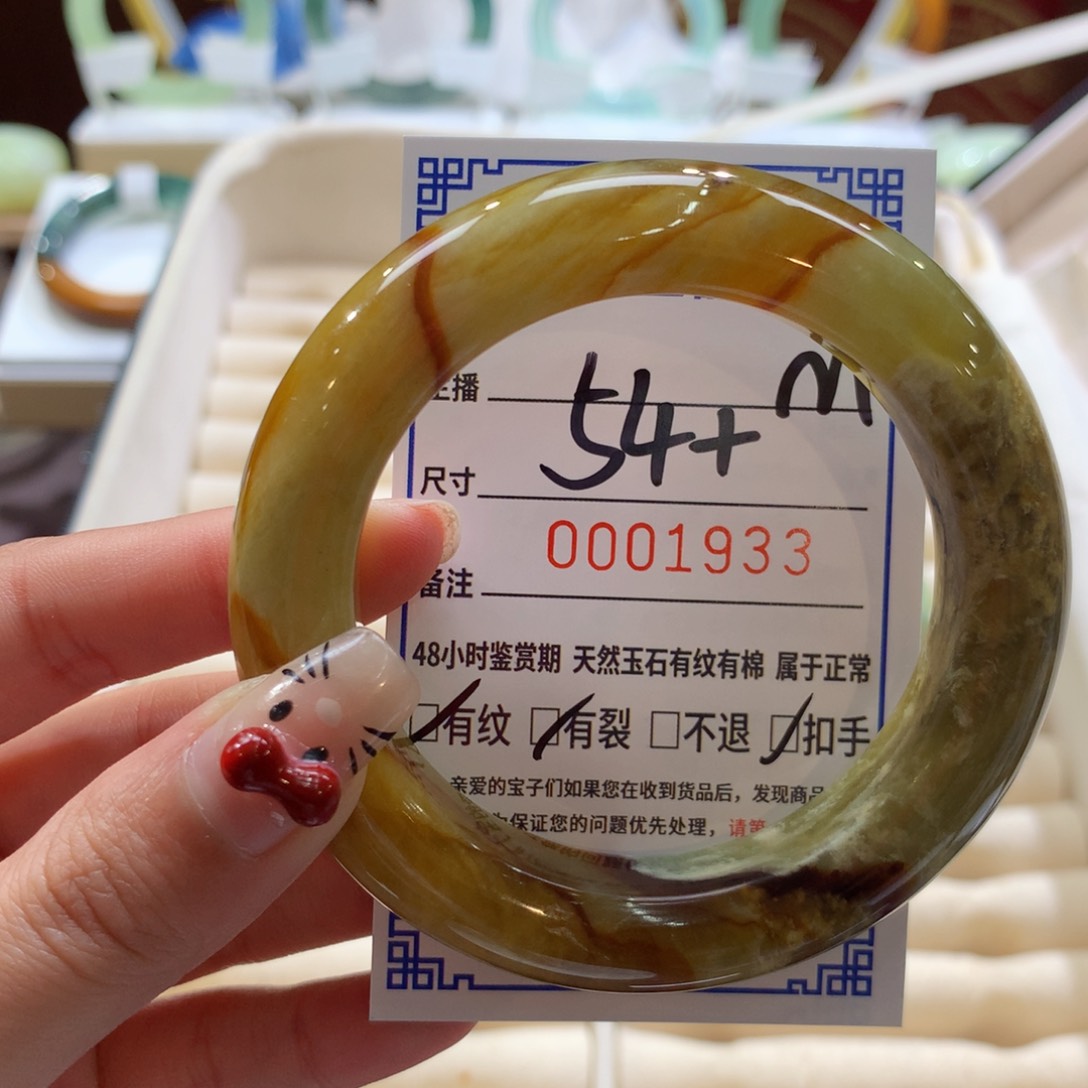 主播 M
尺寸 54+
0001933
备注
48小时鉴赏期 天然玉石有纹有棉 属于正常
□有纹 □有裂 □不退 □扣手
亲爱的宝子们如果您在收到货品后，发现商品
保证您的问题优先处理，请第